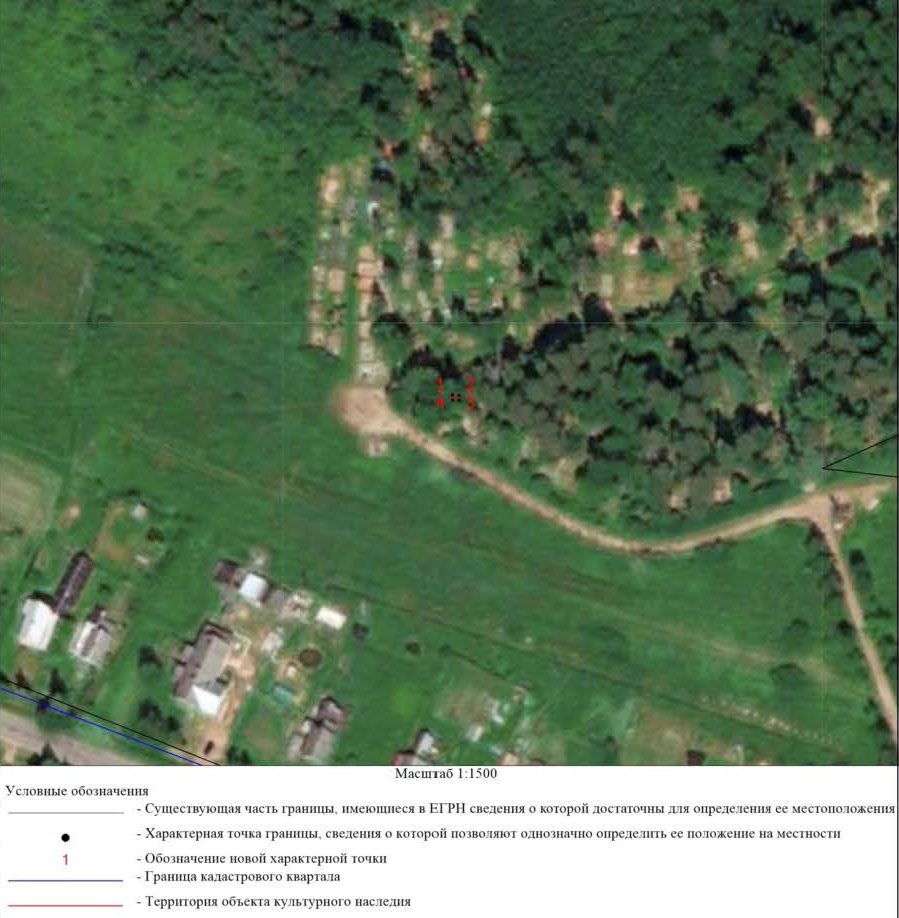 1 2
4 3
Масштаб 1:1500
Условные обозначения
- Существующая часть границы, имеющиеся в ЕГРН сведения о которой достаточны для определения ее местоположения
- Характерная точка границы, сведения о которой позволяют однозначно определить ее положение на местности
1 - Обозначение новой характерной точки
- Граница кадастрового квартала
- Территория объекта культурного наследия